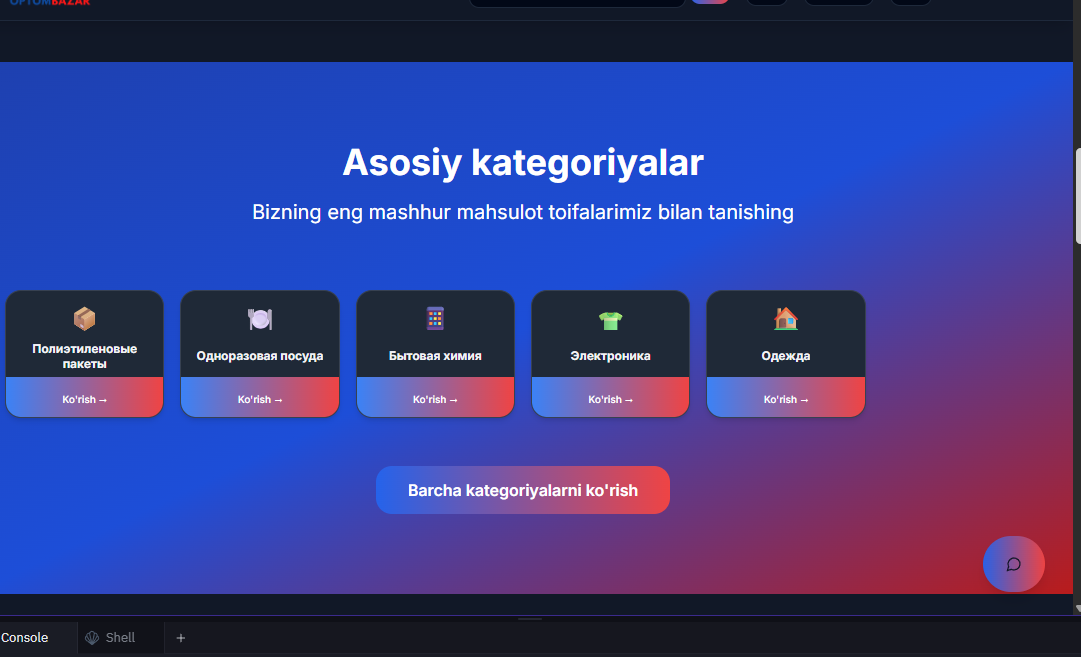 OPTOMBAZAR
Asosiy kategoriyalar
Bizning eng mashhur mahsulot toifalarimiz bilan tanishing
Полиэтиленовые
пакеты
Ko'rish →
Одноразовая посуда
Ko'rish →
Бытовая химия
Ko'rish →
Электроника
Ko'rish →
Одежда
Ko'rish →
Barcha kategoriyalarni ko'rish
Console
Shell
+